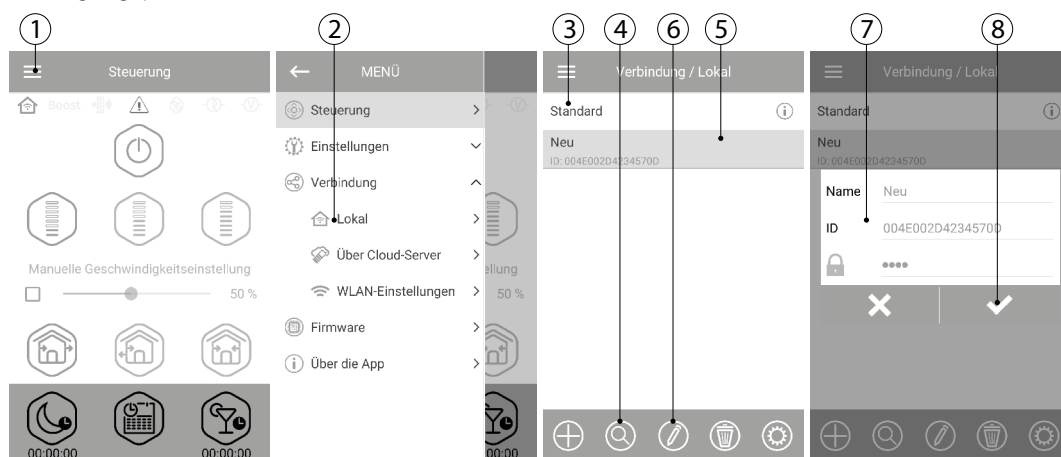 1
2
3
4
6
5
7
8
Steuerung
Boost
Manuelle Geschwindigkeitseinstellung
50 %
00:00:00
00:00:00
MENÜ
Steuerung
Einstellungen
Verbindung
Lokal
Über Cloud-Server
WLAN-Einstellungen
Firmware
Über die App
ellung
50 %
00:00
Verbindung / Lokal
Standard
Neu
ID: 004E002D4234570D
Verbindung / Lokal
Standard
Neu
ID: 004E002D4234570D
Name Neu
ID 004E002D4234570D